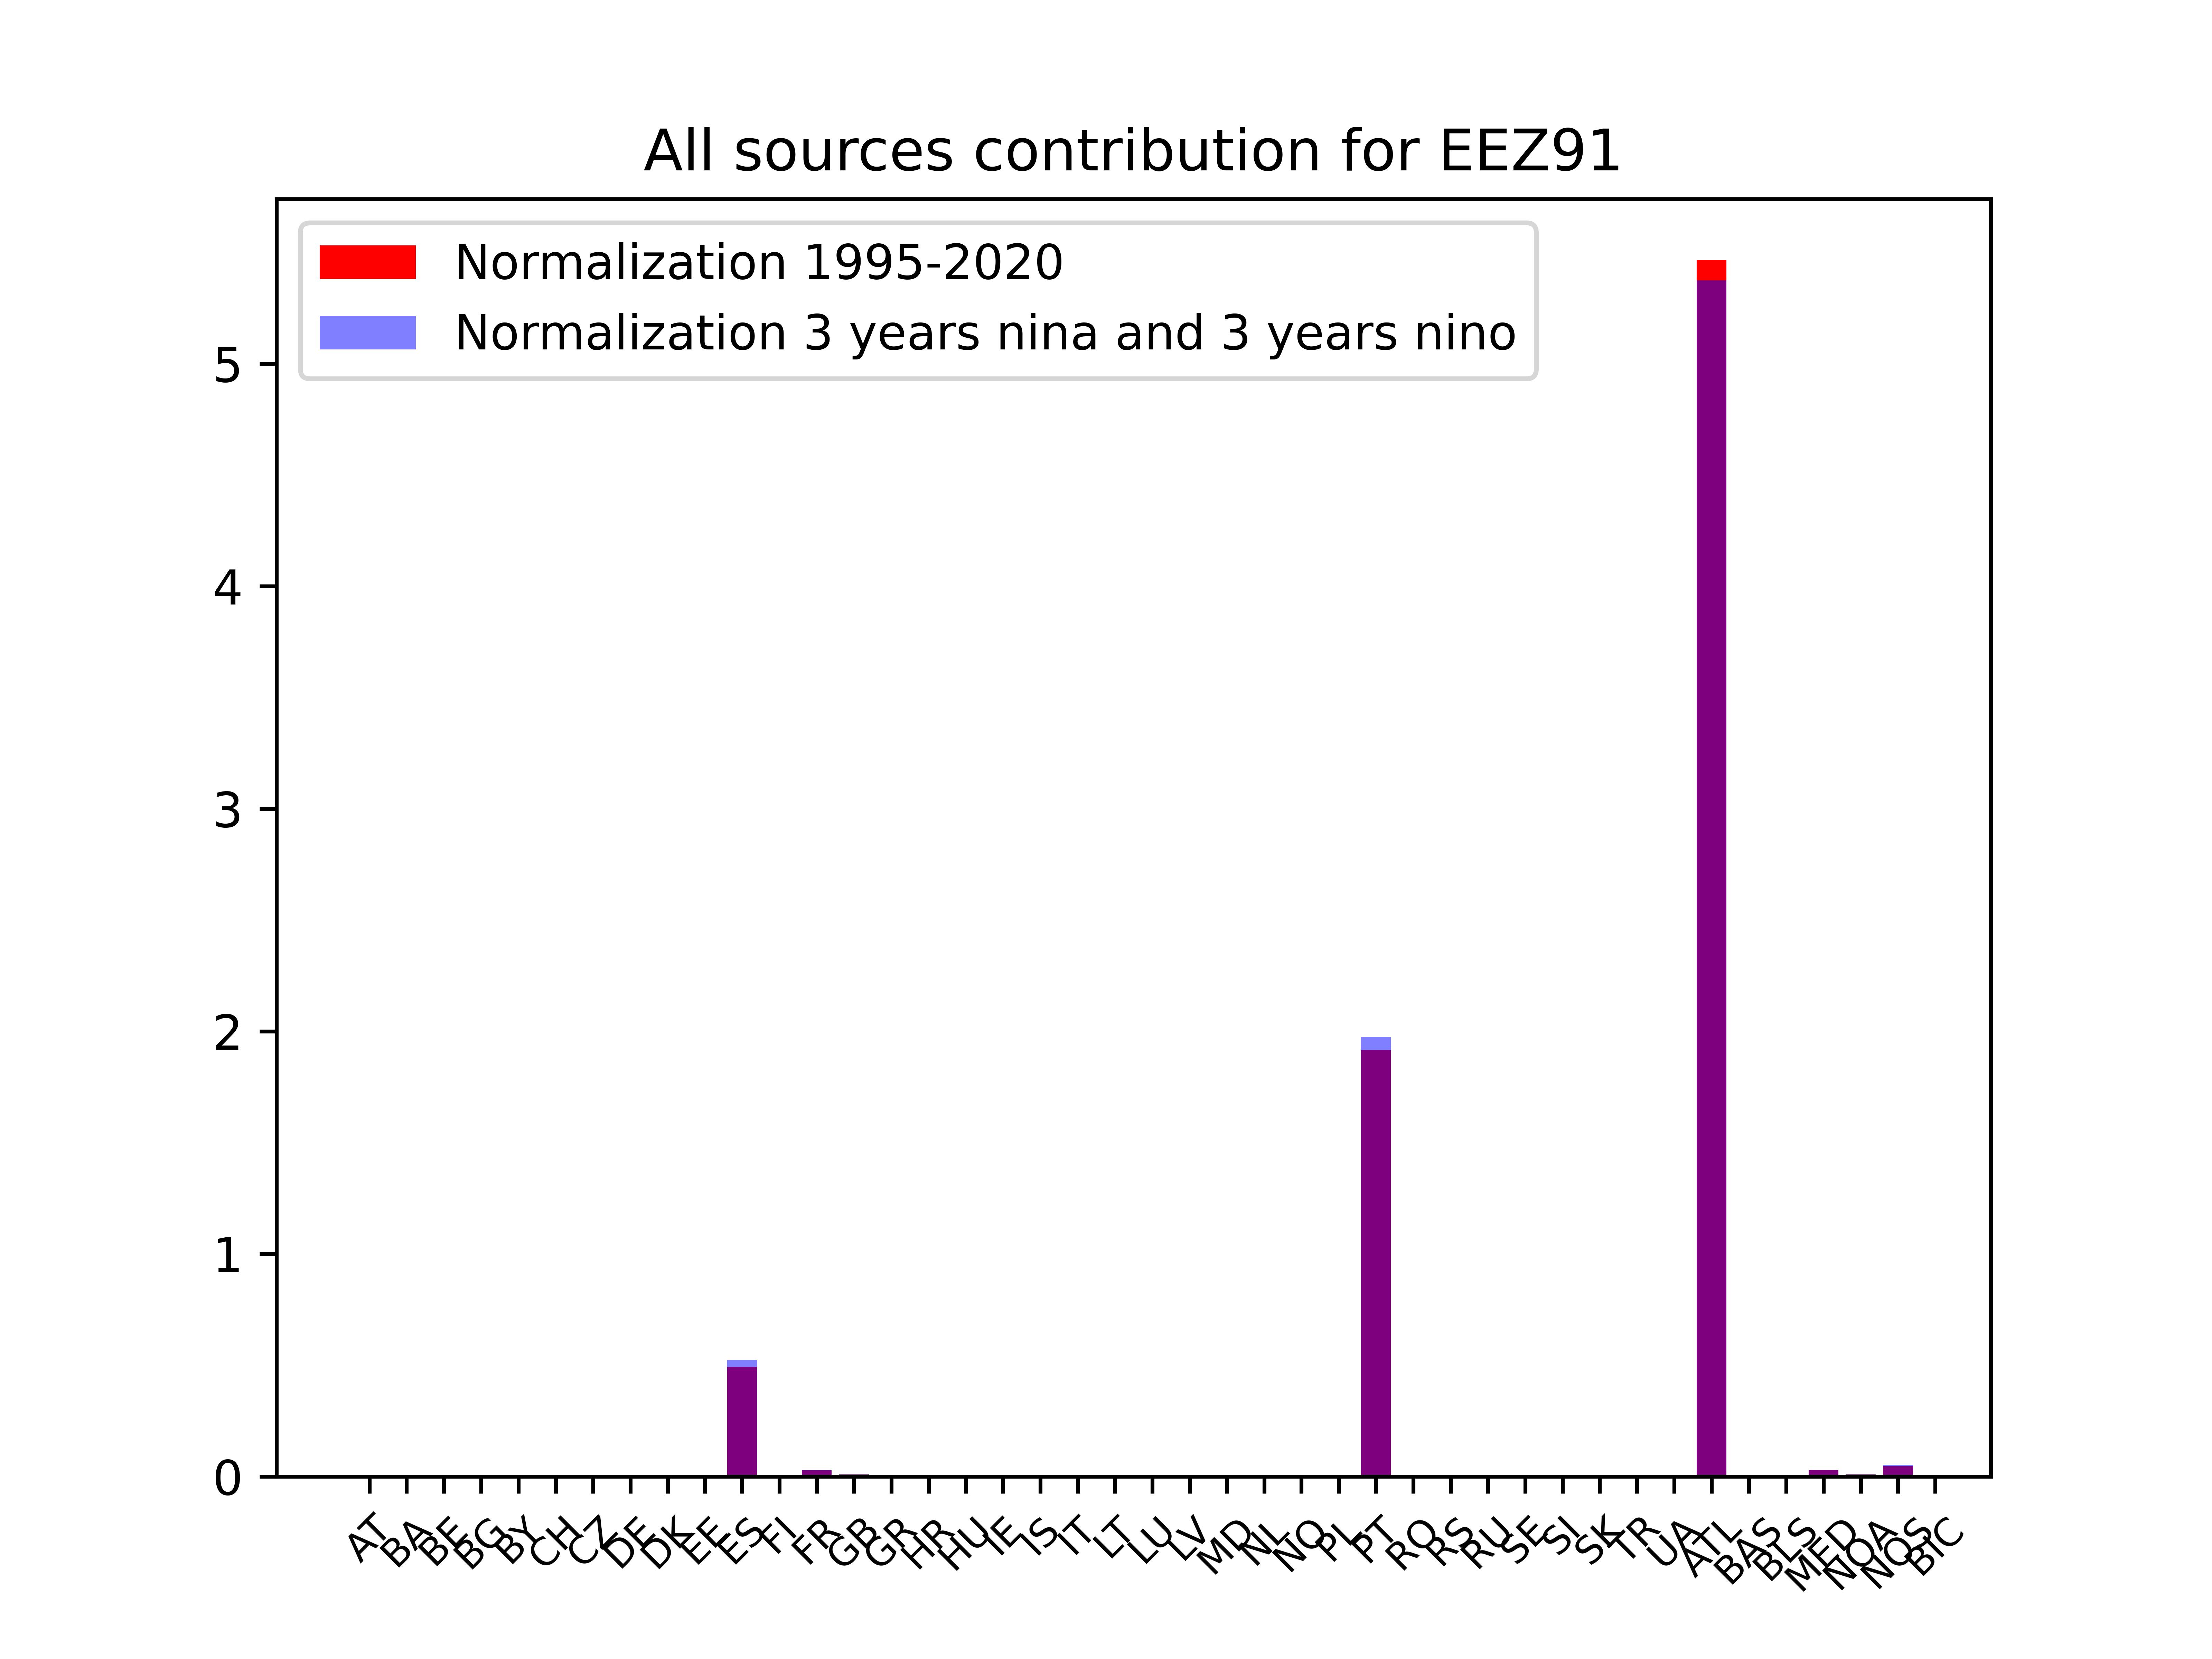 All sources contribution for EEZ91
Normalization 1995-2020
Normalization 3 years nina and 3 years nino
5
4
3
2
1
0
AT
BA
BE
BG
BY
CH
CZ
DE
DK
EE
ES
FI
FR
GB
GR
HR
HU
IE
IS
IT
LT
LU
LV
MD
NL
NO
PL
PT
RO
RS
RU
SE
SI
SK
TR
UA
ATL
BAS
BLS
MED
NOA
NOS
BIC